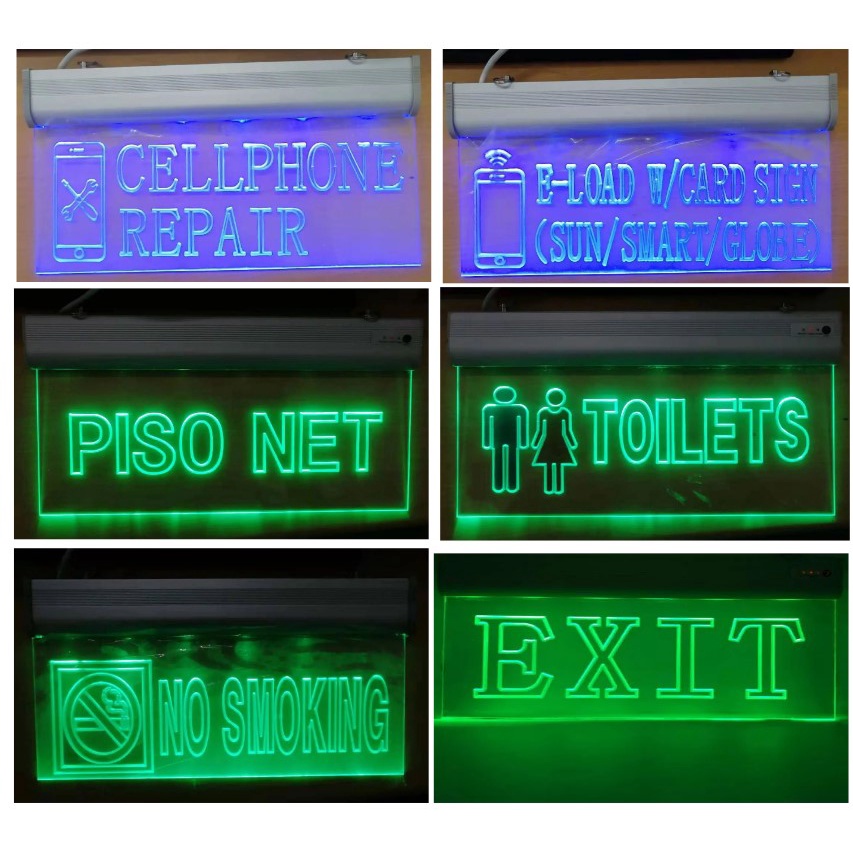 CELLPHONE
REPAIR
E-LOAD W/CARD SIGN
(SUN/SMART/GLOBE)
PISO NET
TOILETS
NO SMOKING
EXIT